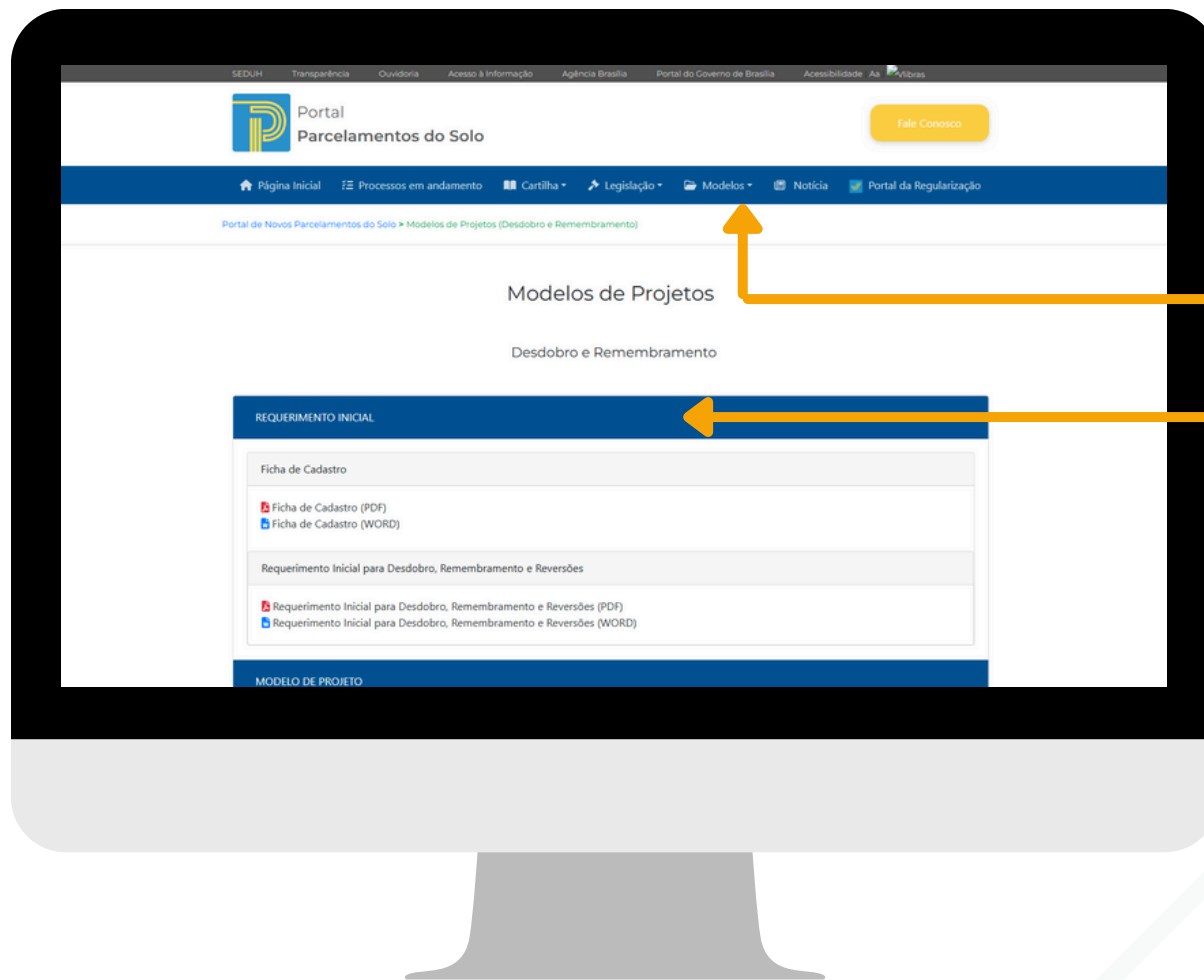 SEDUH Transparência Ouvidoria Acesso à Informação Agência Brasília Portal do Governo de Brasília Acessibilidade Aa Vlibras
Portal
Parcelamentos do Solo
Fale Conosco
Página Inicial Processos em andamento Cartilha Legislação Modelos Notícia Portal da Regularização
Portal de Novos Parcelamentos do Solo > Modelos de Projetos (Desdobro e Remembramento)
Modelos de Projetos
Desdobro e Remembramento
REQUERIMENTO INICIAL
Ficha de Cadastro
Ficha de Cadastro (PDF)
Ficha de Cadastro (WORD)
Requerimento Inicial para Desdobro, Remembramento e Reversões
Requerimento Inicial para Desdobro, Remembramento e Reversões (PDF)
Requerimento Inicial para Desdobro, Remembramento e Reversões (WORD)
MODELO DE PROJETO